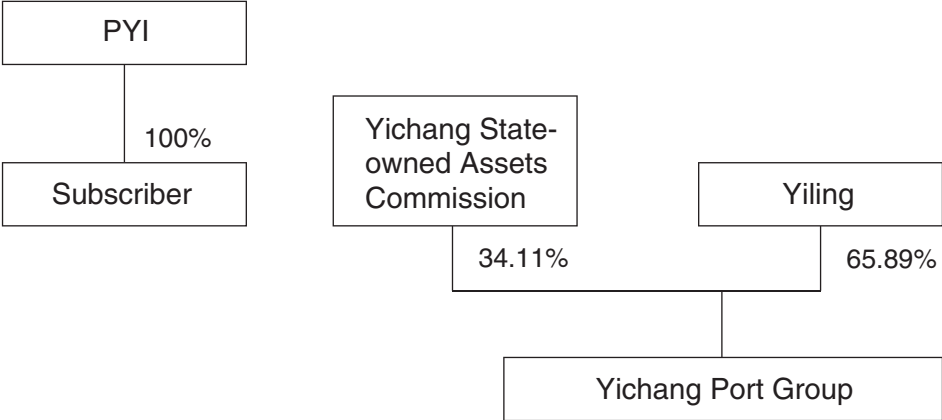 PYI
100%
Subscriber
Yichang State-
owned Assets
Commission
Yiling
34.11%
65.89%
Yichang Port Group